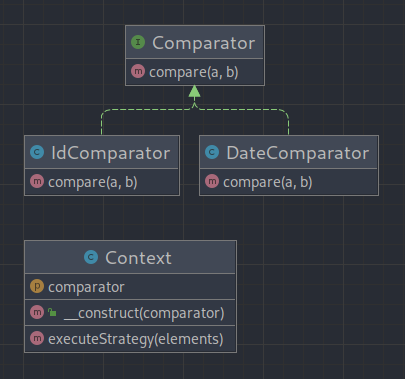 I Comparator
m compare(a, b)
C IdComparator
m compare(a, b)
C DateComparator
m compare(a, b)
C Context
p comparator
m __construct(comparator)
m executeStrategy(elements)